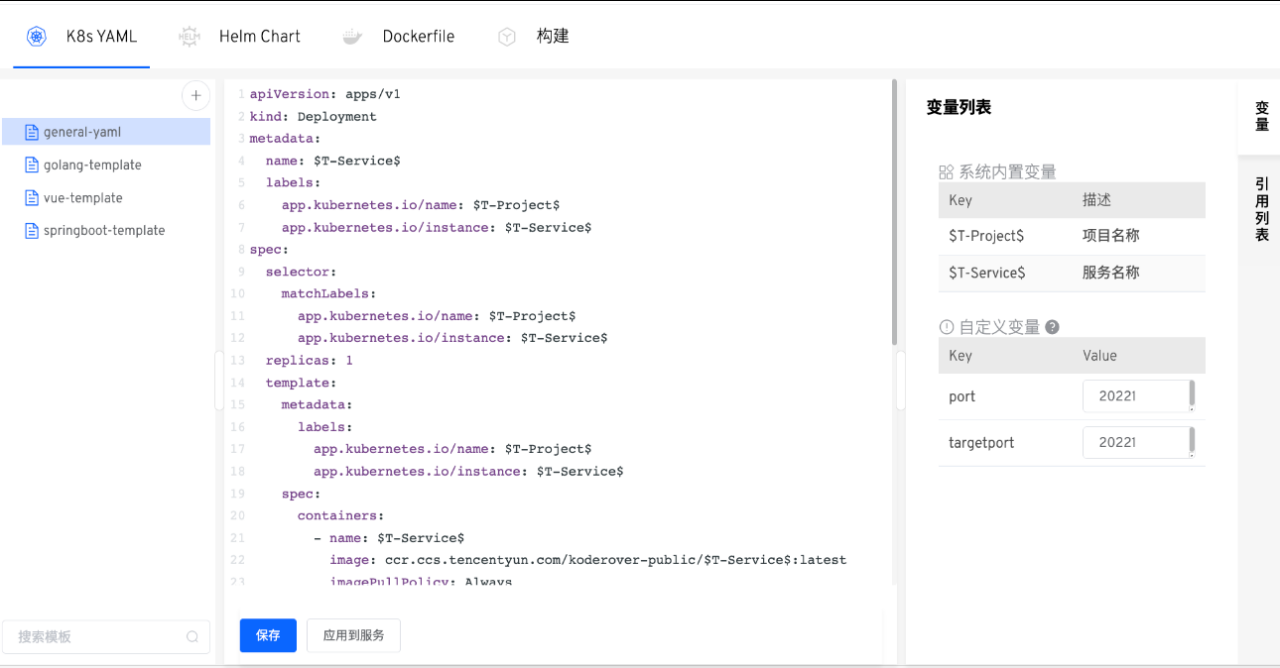 K8s YAML
Helm Chart
Dockerfile
构建
general-yaml
golang-template
vue-template
springboot-template
搜索模板
1 apiVersion: apps/v1
2 kind: Deployment
3 metadata:
4   name: $T-Service$
5   labels:
6     app.kubernetes.io/name: $T-Project$
7     app.kubernetes.io/instance: $T-Service$
8 spec:
9   selector:
10     matchLabels:
11       app.kubernetes.io/name: $T-Project$
12       app.kubernetes.io/instance: $T-Service$
13   replicas: 1
14   template:
15     metadata:
16       labels:
17         app.kubernetes.io/name: $T-Project$
18         app.kubernetes.io/instance: $T-Service$
19     spec:
20       containers:
21         - name: $T-Service$
22           image: ccr.ccs.tencentyun.com/koderover-public/$T-Service$:latest
23           imagePullPolicy: Always
保存
应用到服务
变量列表
系统内置变量
Key 描述
$T-Project$ 项目名称
$T-Service$ 服务名称
自定义变量
Key Value
port 20221
targetport 20221
变量
引用列表